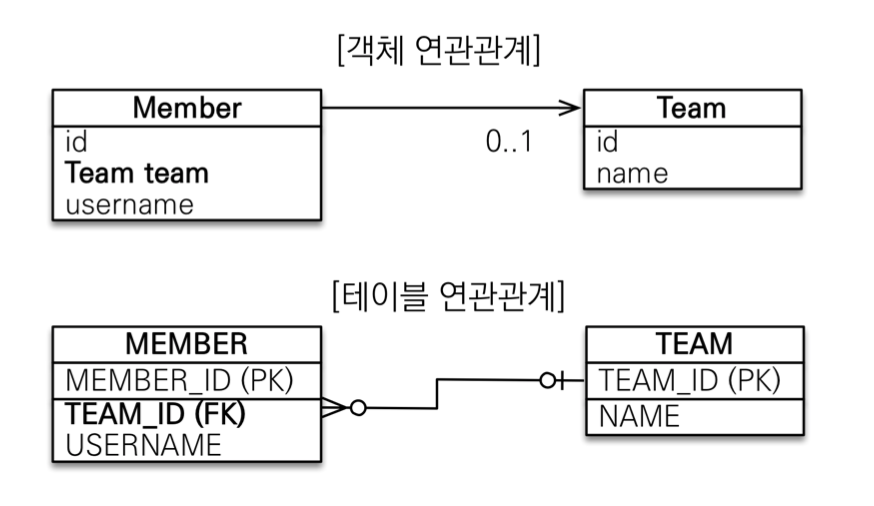 [객체 연관관계]
Member
id
Team team
username
0..1
Team
id
name
[테이블 연관관계]
MEMBER
MEMBER_ID (PK)
TEAM_ID (FK)
USERNAME
TEAM
TEAM_ID (PK)
NAME